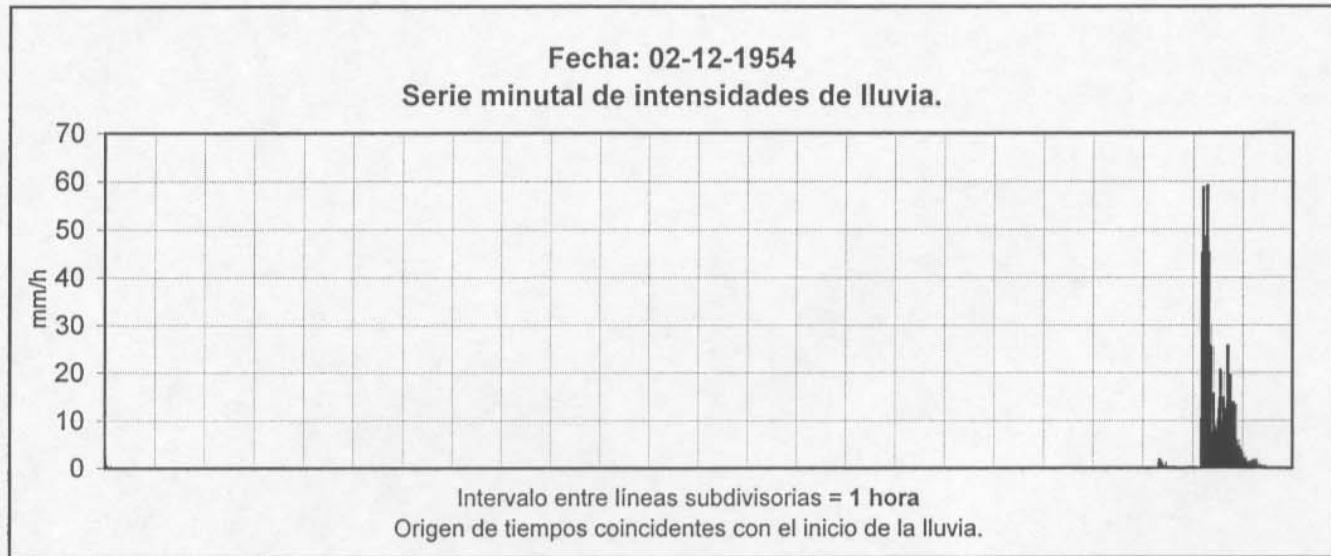 Fecha: 02-12-1954
Serie minutal de intensidades de lluvia.
70
60
50
40
30
20
10
0
mm/h
Intervalo entre líneas subdivisorias = 1 hora
Origen de tiempos coincidentes con el inicio de la lluvia.